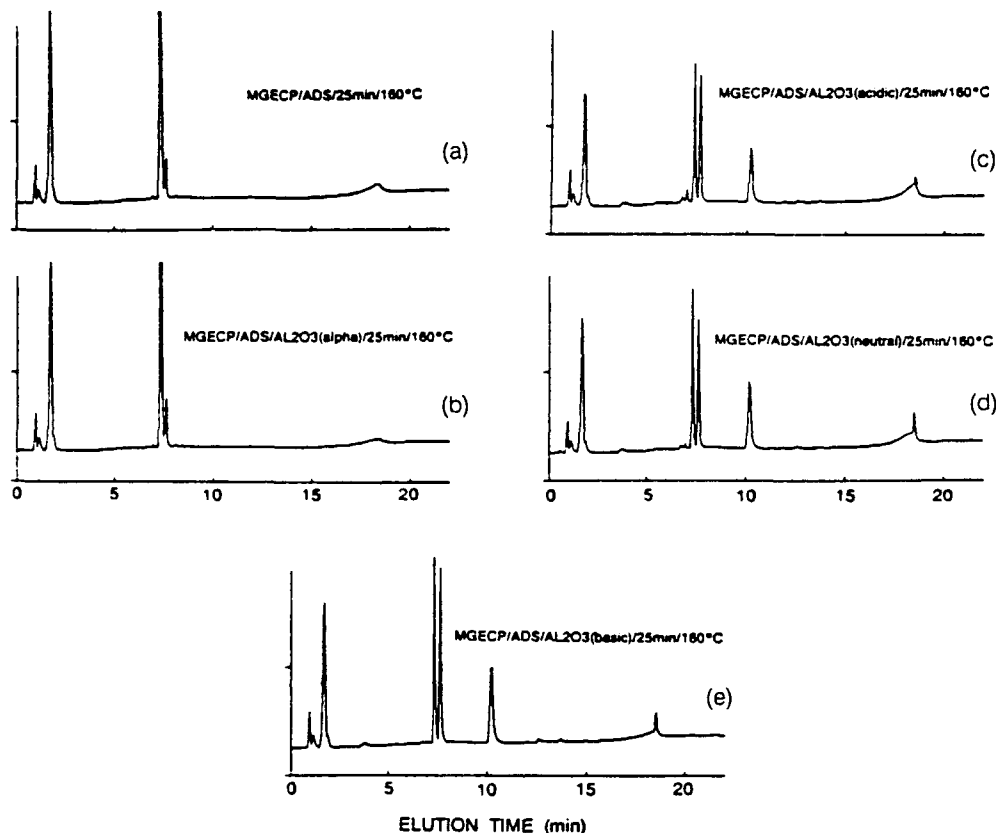 MGECP/ADS/25min/160°C
(a)
MGECP/ADS/AL2O3(alpha)/25min/160°C
(b)
0 5 10 15 20
MGECP/ADS/AL2O3(acidic)/25min/160°C
(c)
MGECP/ADS/AL2O3(neutral)/25min/160°C
(d)
0 5 10 15 20
MGECP/ADS/AL2O3(basic)/25min/160°C
(e)
0 5 10 15 20
ELUTION TIME (min)